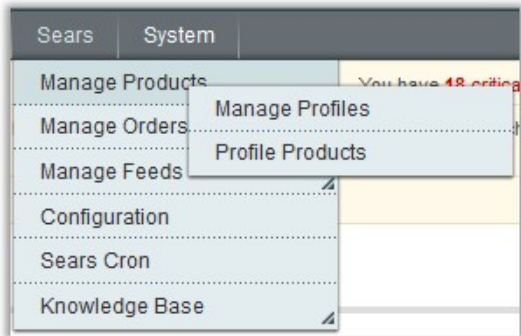 Sears System
Manage Products
You have 18 critica
Manage Profiles
Manage Orders
Profile Products
Manage Feeds
Configuration
Sears Cron
Knowledge Base